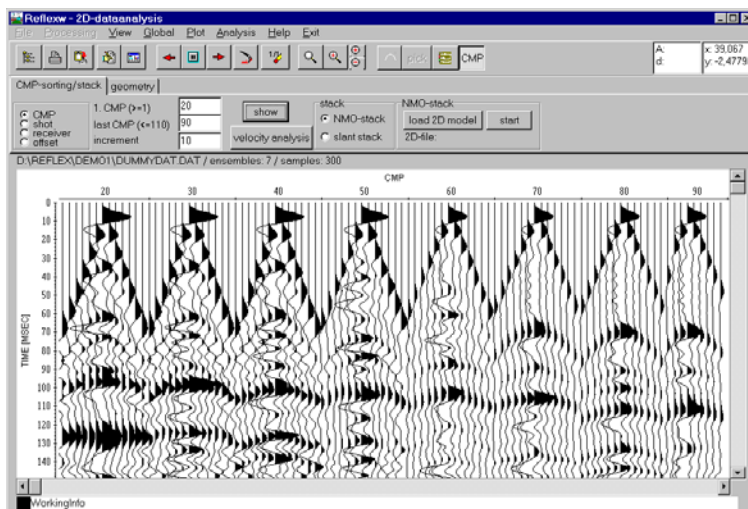 Reflexw - 2D-dataanalysis
File Processing View Global Plot Analysis Help Exit
1/5
pick
CMP
A:
d:
x: 39,067
y: -2,4779
CMP-sorting/stack geometry
CMP
shot
receiver
offset
1. CMP (>=1) 20
last CMP (<=110) 90
increment 10
show
velocity analysis
stack
NMO-stack
slant stack
NMO-stack
load 2D model start
2D-file:
D:\REFLEX\DEMO1\DUMMYDAT.DAT / ensembles: 7 / samples: 300
CMP
20 30 40 50 60 70 80 90
0
10
20
30
40
50
60
70
80
90
100
110
120
130
140
TIME [MSEC]
WorkingInfo